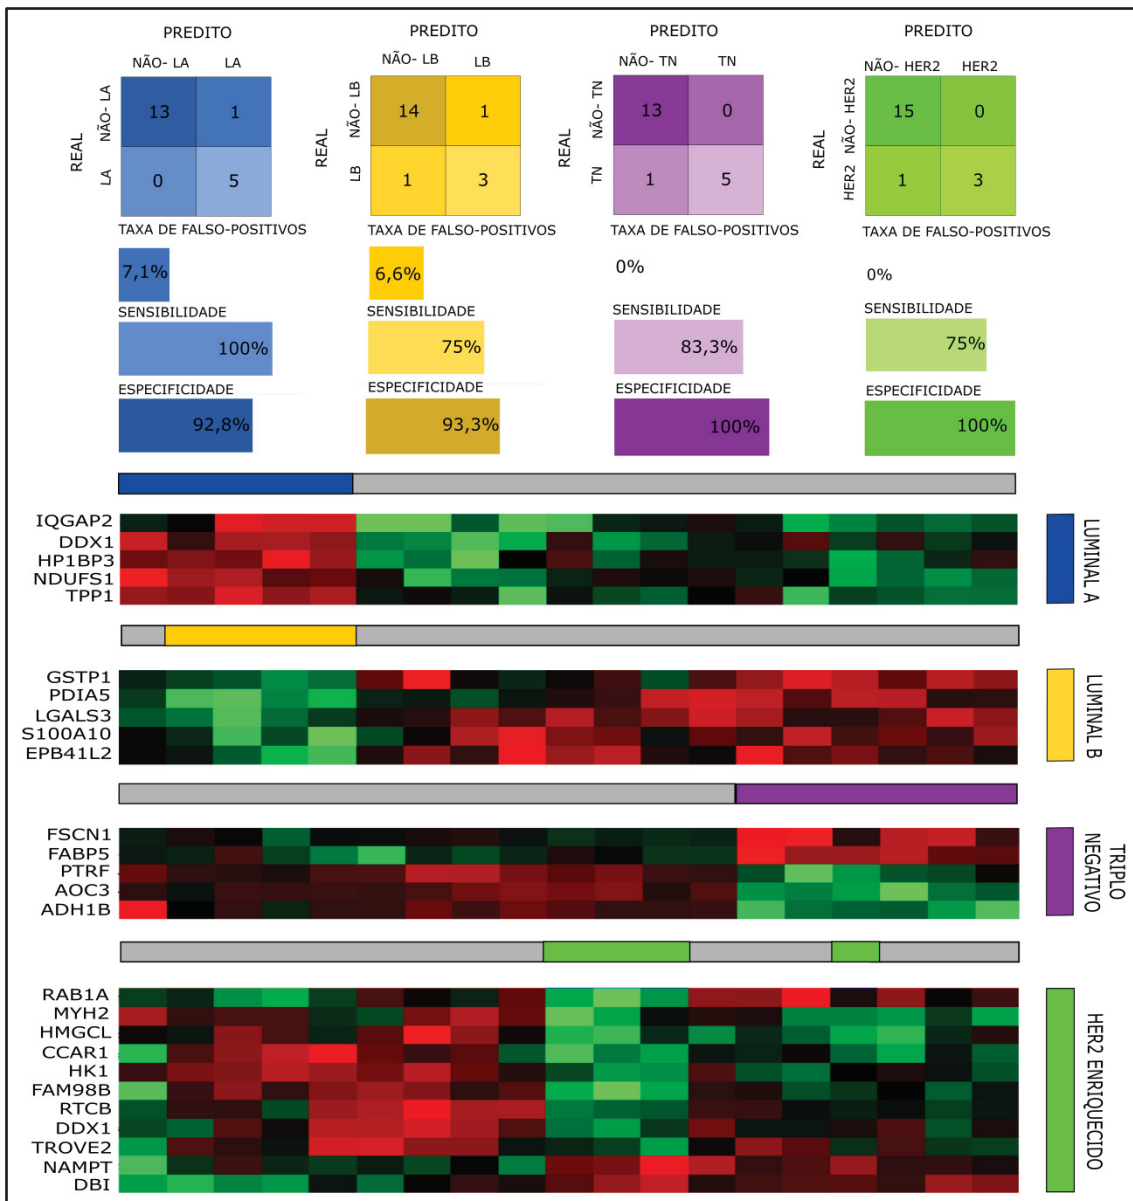 PREDITO PREDITO PREDITO PREDITO
NÃO- LA LA NÃO- LB LB NÃO- TN TN NÃO- HER2 HER2
REAL NÃO- LA 13 1 REAL NÃO- LB 14 1 REAL NÃO- TN 13 0 REAL NÃO- HER2 15 0
LA 0 5 LB 1 3 TN 1 5 HER2 1 3
TAXA DE FALSO-POSITIVOS TAXA DE FALSO-POSITIVOS TAXA DE FALSO-POSITIVOS TAXA DE FALSO-POSITIVOS
7,1% 6,6% 0% 0%
SENSIBILIDADE SENSIBILIDADE SENSIBILIDADE SENSIBILIDADE
100% 75% 83,3% 75%
ESPECIFICIDADE ESPECIFICIDADE ESPECIFICIDADE ESPECIFICIDADE
92,8% 93,3% 100% 100%
IQGAP2
DDX1
HP1BP3
NDUFS1
TPP1
LUMINAL A
GSTP1
PDIA5
LGALS3
S100A10
EPB41L2
LUMINAL B
FSCN1
FABP5
PTRF
AOC3
ADH1B
TRIPLO
NEGATIVO
RAB1A
MYH2
HMGCL
CCAR1
HK1
FAM98B
RTCB
DDX1
TROVE2
NAMPT
DBI
HER2 ENRIQUECIDO